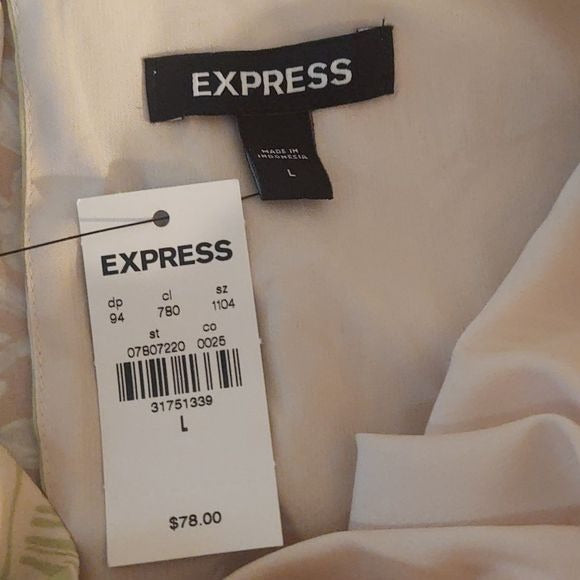 EXPRESS
MADE IN
INDONESIA
L
EXPRESS
dp cl sz
94 780 1104
st co
07807220 0025
31751339
L
$78.00